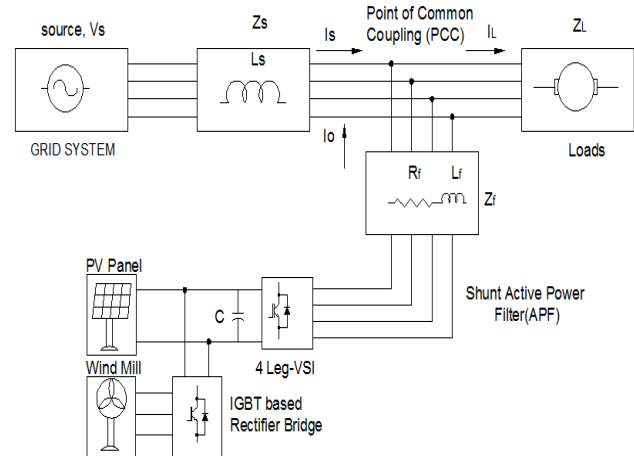 source, Vs
Zs
Is
Point of Common
Coupling (PCC)
IL
ZL
Ls
GRID SYSTEM
Io
Loads
Rf
Lf
Zf
PV Panel
C
4 Leg-VSI
Shunt Active Power
Filter(APF)
Wind Mill
IGBT based
Rectifier Bridge